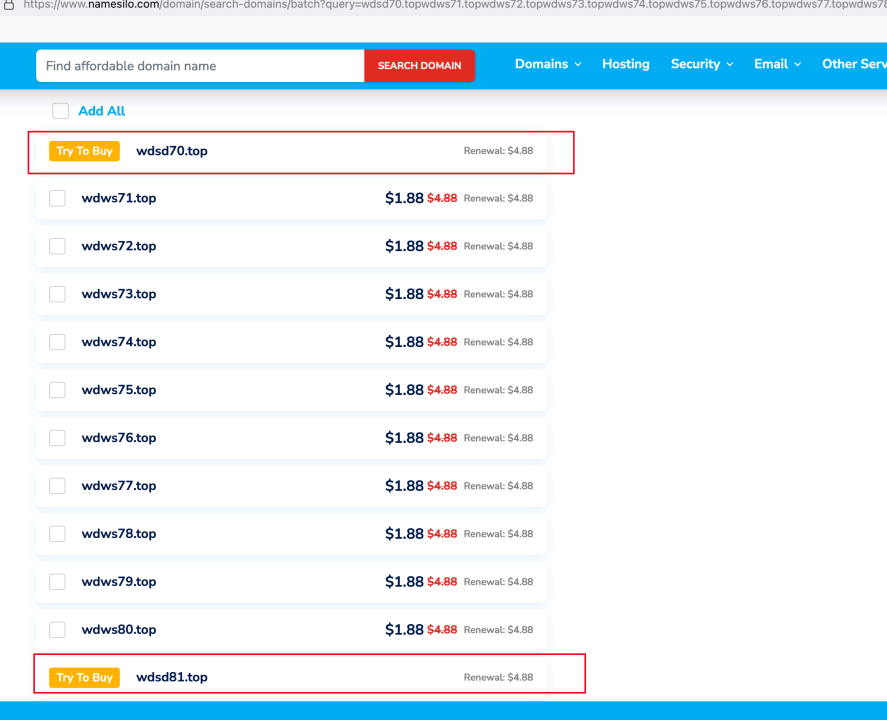 https://www.namesilo.com/domain/search-domains/batch?query=wdsd70.topwdws71.topwdws72.topwdws73.topwdws74.topwdws75.topwdws76.topwdws77.topwdws78
Find affordable domain name SEARCH DOMAIN Domains Hosting Security Email Other Serv
Add All
Try To Buy wdsd70.top Renewal: $4.88
wdws71.top $1.88 $4.88 Renewal: $4.88
wdws72.top $1.88 $4.88 Renewal: $4.88
wdws73.top $1.88 $4.88 Renewal: $4.88
wdws74.top $1.88 $4.88 Renewal: $4.88
wdws75.top $1.88 $4.88 Renewal: $4.88
wdws76.top $1.88 $4.88 Renewal: $4.88
wdws77.top $1.88 $4.88 Renewal: $4.88
wdws78.top $1.88 $4.88 Renewal: $4.88
wdws79.top $1.88 $4.88 Renewal: $4.88
wdws80.top $1.88 $4.88 Renewal: $4.88
Try To Buy wdsd81.top Renewal: $4.88